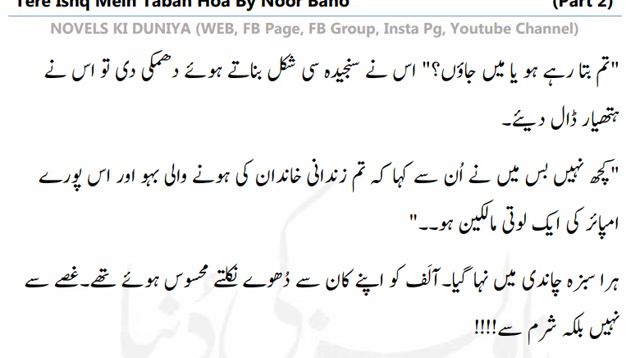 Tere Ishq Mein Tabah Hoa By Noor Bano (Part 2)
NOVELS KI DUNIYA (WEB, FB Page, FB Group, Insta Pg, Youtube Channel)
"تم بتا رہے ہو یا میں جاؤں؟" اس نے سنجیدہ سی شکل بناتے ہوئے دھمکی دی تو اس نے
ہتھیار ڈال دیئے۔
"کچھ نہیں بس میں نے اُن سے کہا کہ تم زندانی خاندان کی ہونے والی بہو اور اس پورے
امپائر کی ایک لوتی مالکین ہو۔۔"
ہرا سبزہ چاندی میں نہا گیا۔ آلَف کو اپنے کان سے دُھوے نکلتے محسوس ہوئے تھے۔ غصے سے
نہیں بلکہ شرم سے!!!!